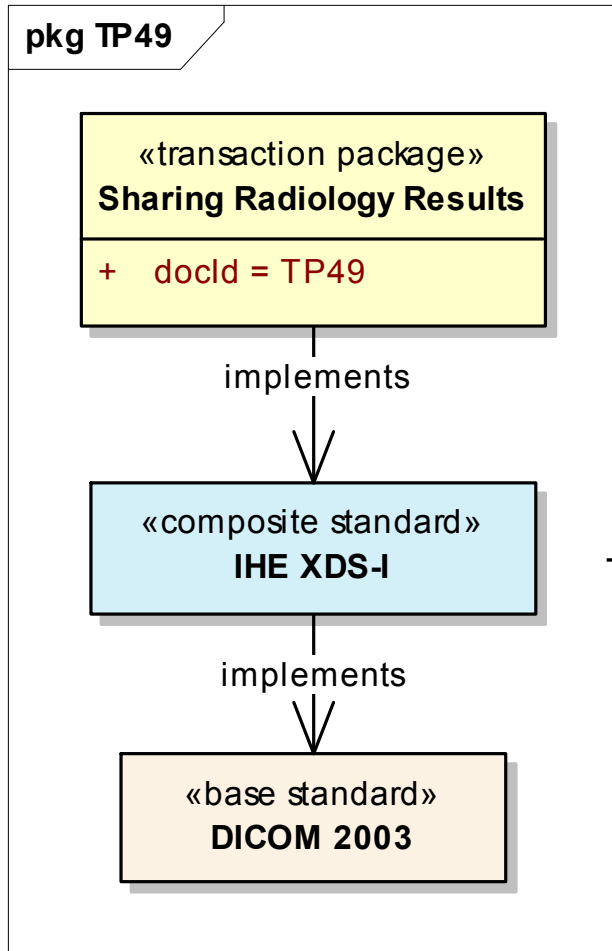 pkg TP49
«transaction package»
Sharing Radiology Results
+ docId = TP49
implements
«composite standard»
IHE XDS-I
implements
«base standard»
DICOM 2003